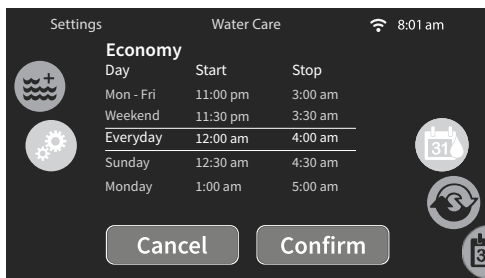 Settings Water Care 8:01 am
Economy
Day Start Stop
Mon - Fri 11:00 pm 3:00 am
Weekend 11:30 pm 3:30 am
Everyday 12:00 am 4:00 am
Sunday 12:30 am 4:30 am
Monday 1:00 am 5:00 am
31
Cancel Confirm
3